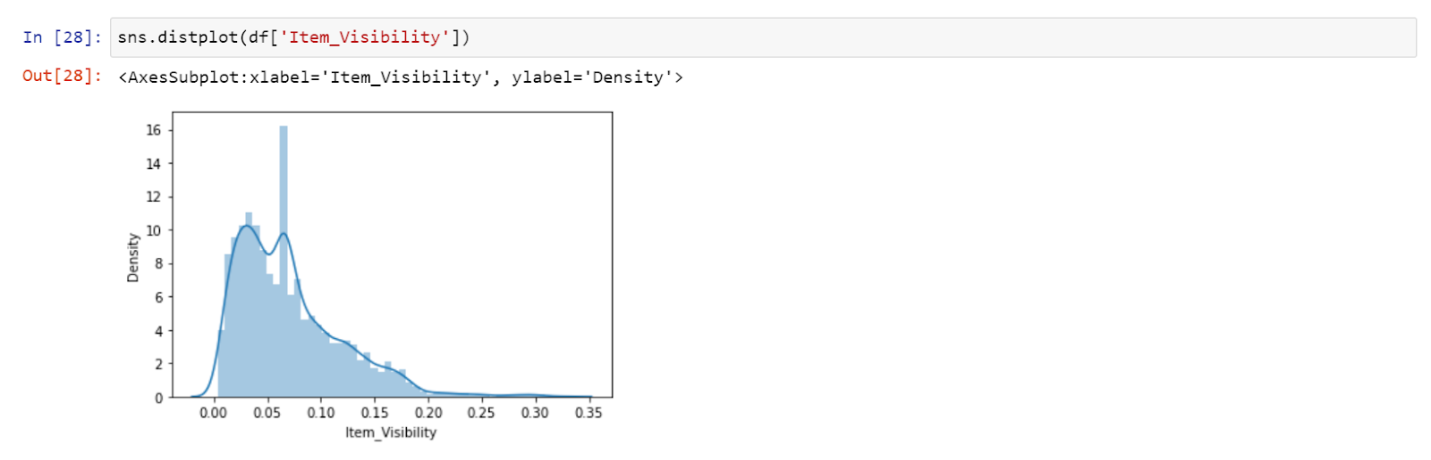 In [28]: sns.distplot(df['Item_Visibility'])
Out[28]: <AxesSubplot:xlabel='Item_Visibility', ylabel='Density'>
16
14
12
10
8
6
4
2
0
Density
0.00 0.05 0.10 0.15 0.20 0.25 0.30 0.35
Item_Visibility